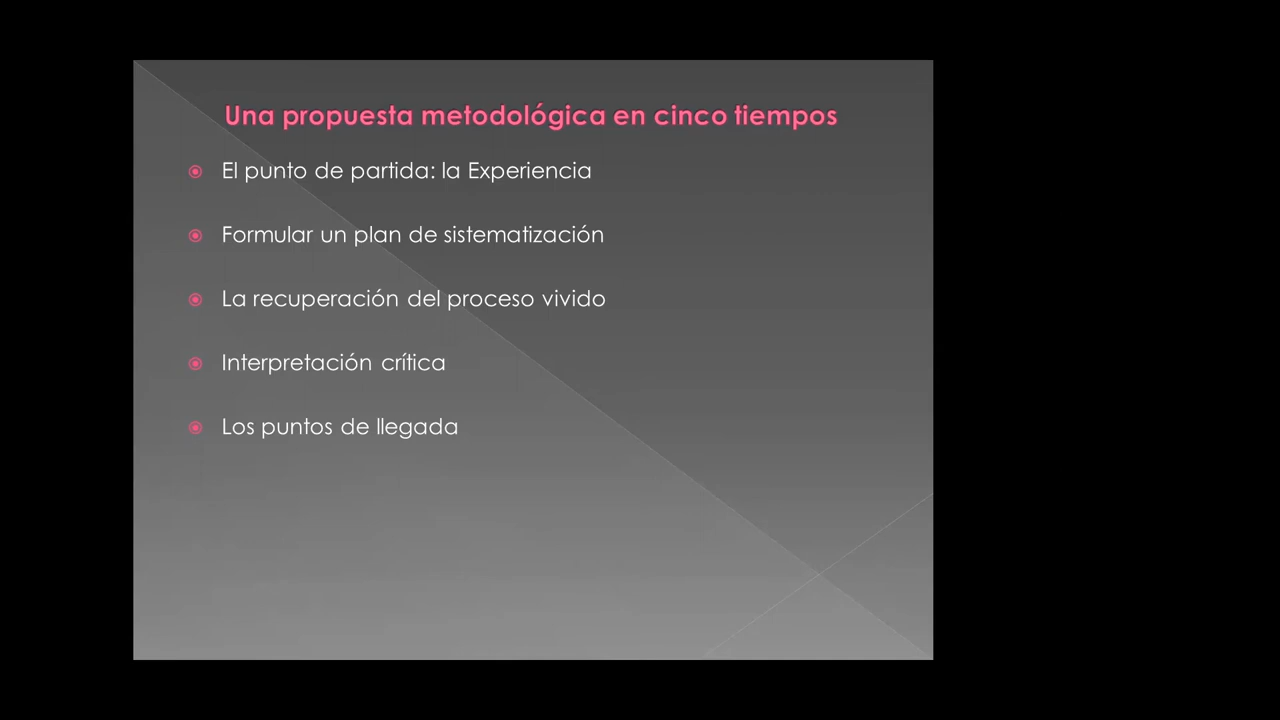 Una propuesta metodológica en cinco tiempos
El punto de partida: la Experiencia
Formular un plan de sistematización
La recuperación del proceso vivido
Interpretación crítica
Los puntos de llegada